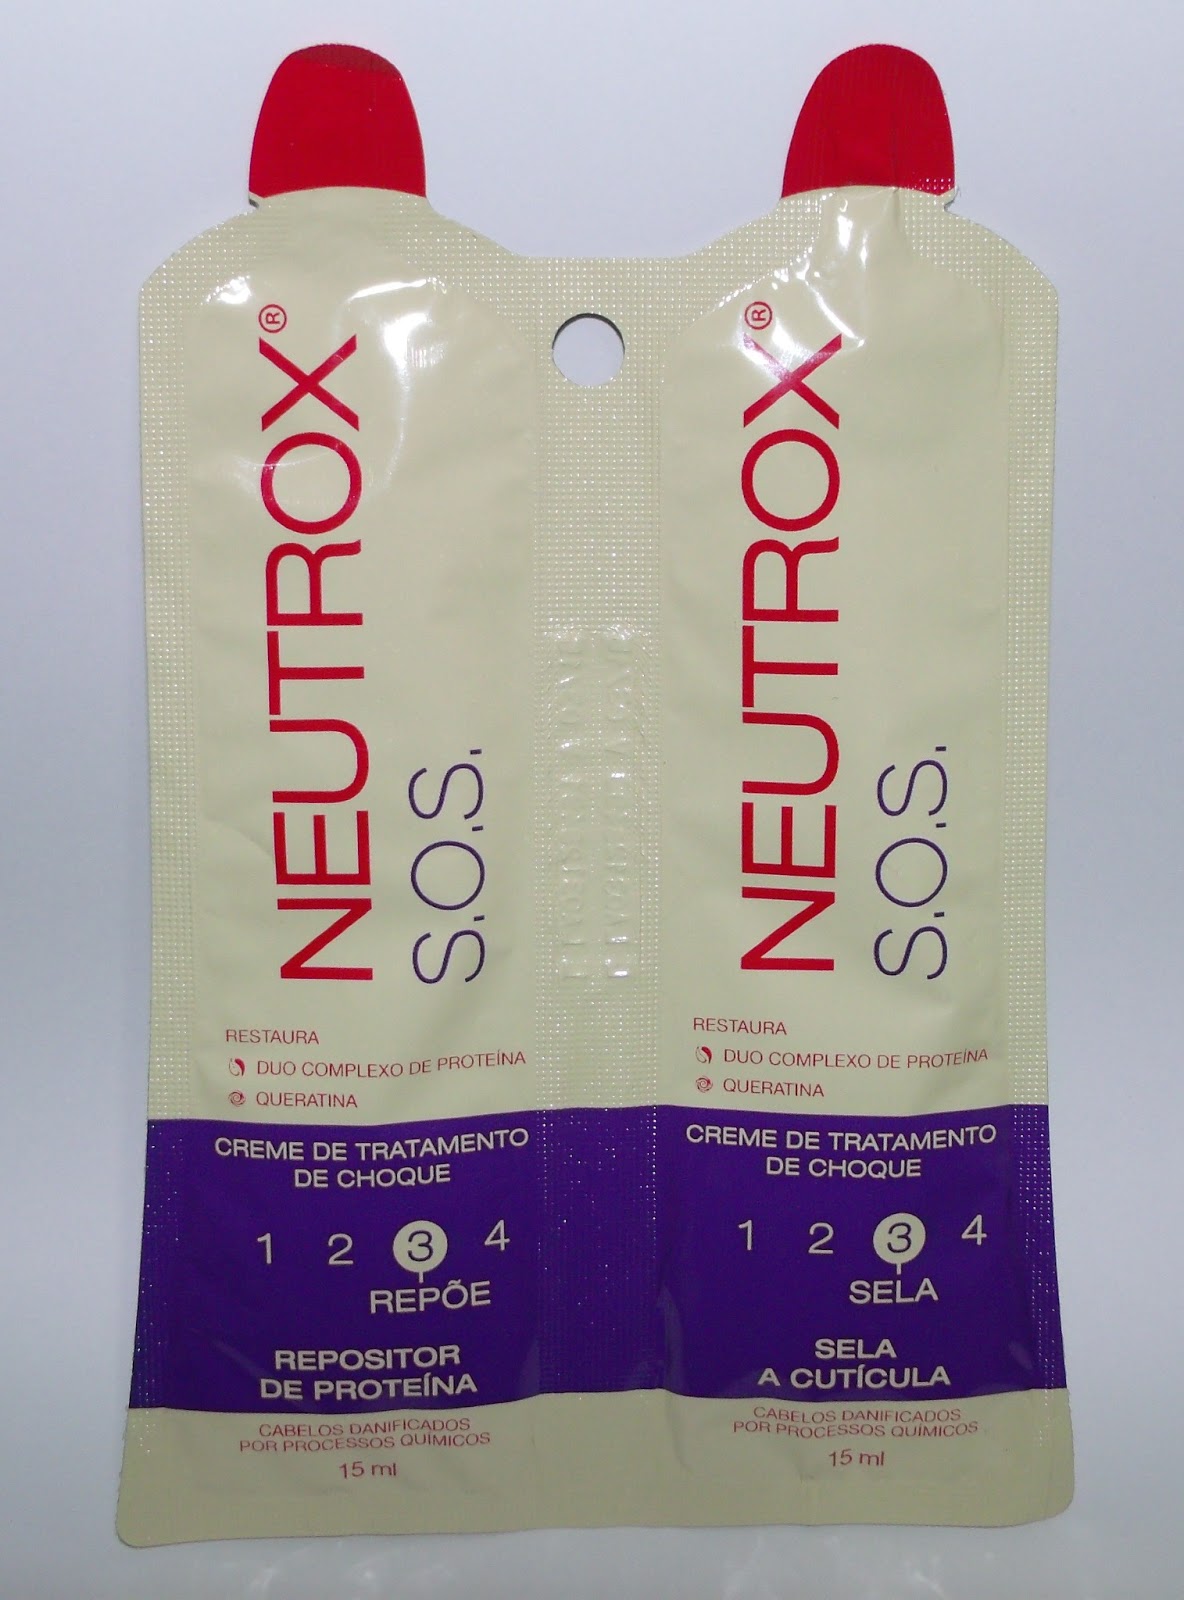 NEUTROX®
S.O.S.
RESTAURA
DUO COMPLEXO DE PROTEÍNA
QUERATINA
CREME DE TRATAMENTO
DE CHOQUE
1 2 3 4
REPÕE
REPOSITOR
DE PROTEÍNA
CABELOS DANIFICADOS
POR PROCESSOS QUÍMICOS
15 ml
NEUTROX®
S.O.S.
RESTAURA
DUO COMPLEXO DE PROTEÍNA
QUERATINA
CREME DE TRATAMENTO
DE CHOQUE
1 2 3 4
SELA
SELA
A CUTÍCULA
CABELOS DANIFICADOS
POR PROCESSOS QUÍMICOS
15 ml